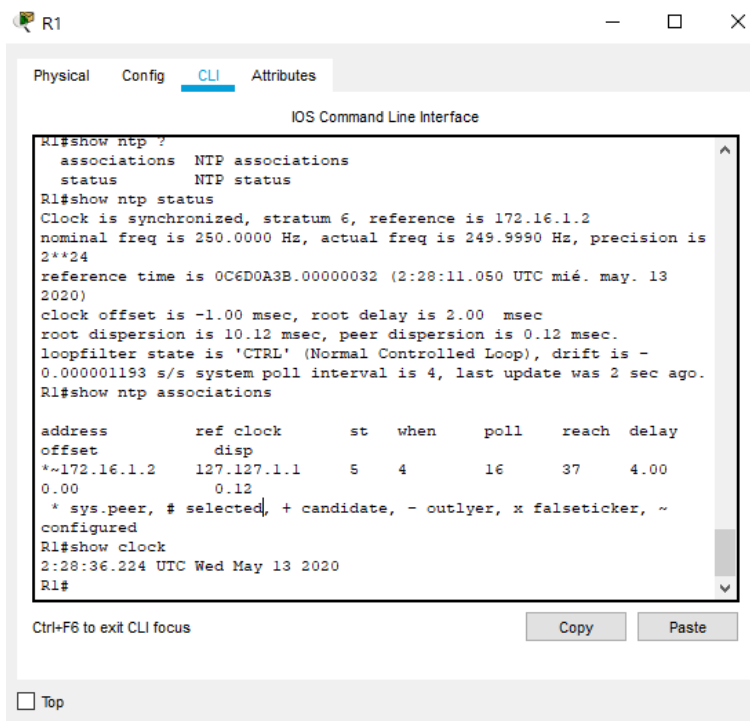 R1
Physical Config CLI Attributes
IOS Command Line Interface
R1#show ntp ?
associations NTP associations
status NTP status
R1#show ntp status
Clock is synchronized, stratum 6, reference is 172.16.1.2
nominal freq is 250.0000 Hz, actual freq is 249.9990 Hz, precision is
2**24
reference time is 0C6D0A3B.00000032 (2:28:11.050 UTC mié. may. 13
2020)
clock offset is -1.00 msec, root delay is 2.00 msec
root dispersion is 10.12 msec, peer dispersion is 0.12 msec.
loopfilter state is 'CTRL' (Normal Controlled Loop), drift is -
0.000001193 s/s system poll interval is 4, last update was 2 sec ago.
R1#show ntp associations
address ref clock st when poll reach delay
offset disp
*~172.16.1.2 127.127.1.1 5 4 16 37 4.00
0.00 0.12
* sys.peer, # selected, + candidate, - outlyer, x falseticker, ~
configured
R1#show clock
2:28:36.224 UTC Wed May 13 2020
R1#
Ctrl+F6 to exit CLI focus Copy Paste
Top